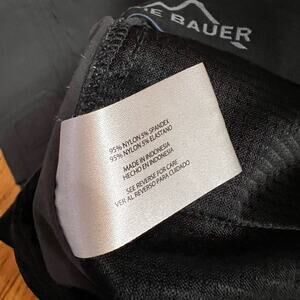 IE BAUER
95% NYLON 5% SPANDEX
95% NYLON 5% ELASTANO
MADE IN INDONESIA
HECHO EN INDONESIA
SEE REVERSE FOR CARE
VER AL REVERSO PARA CUIDADO